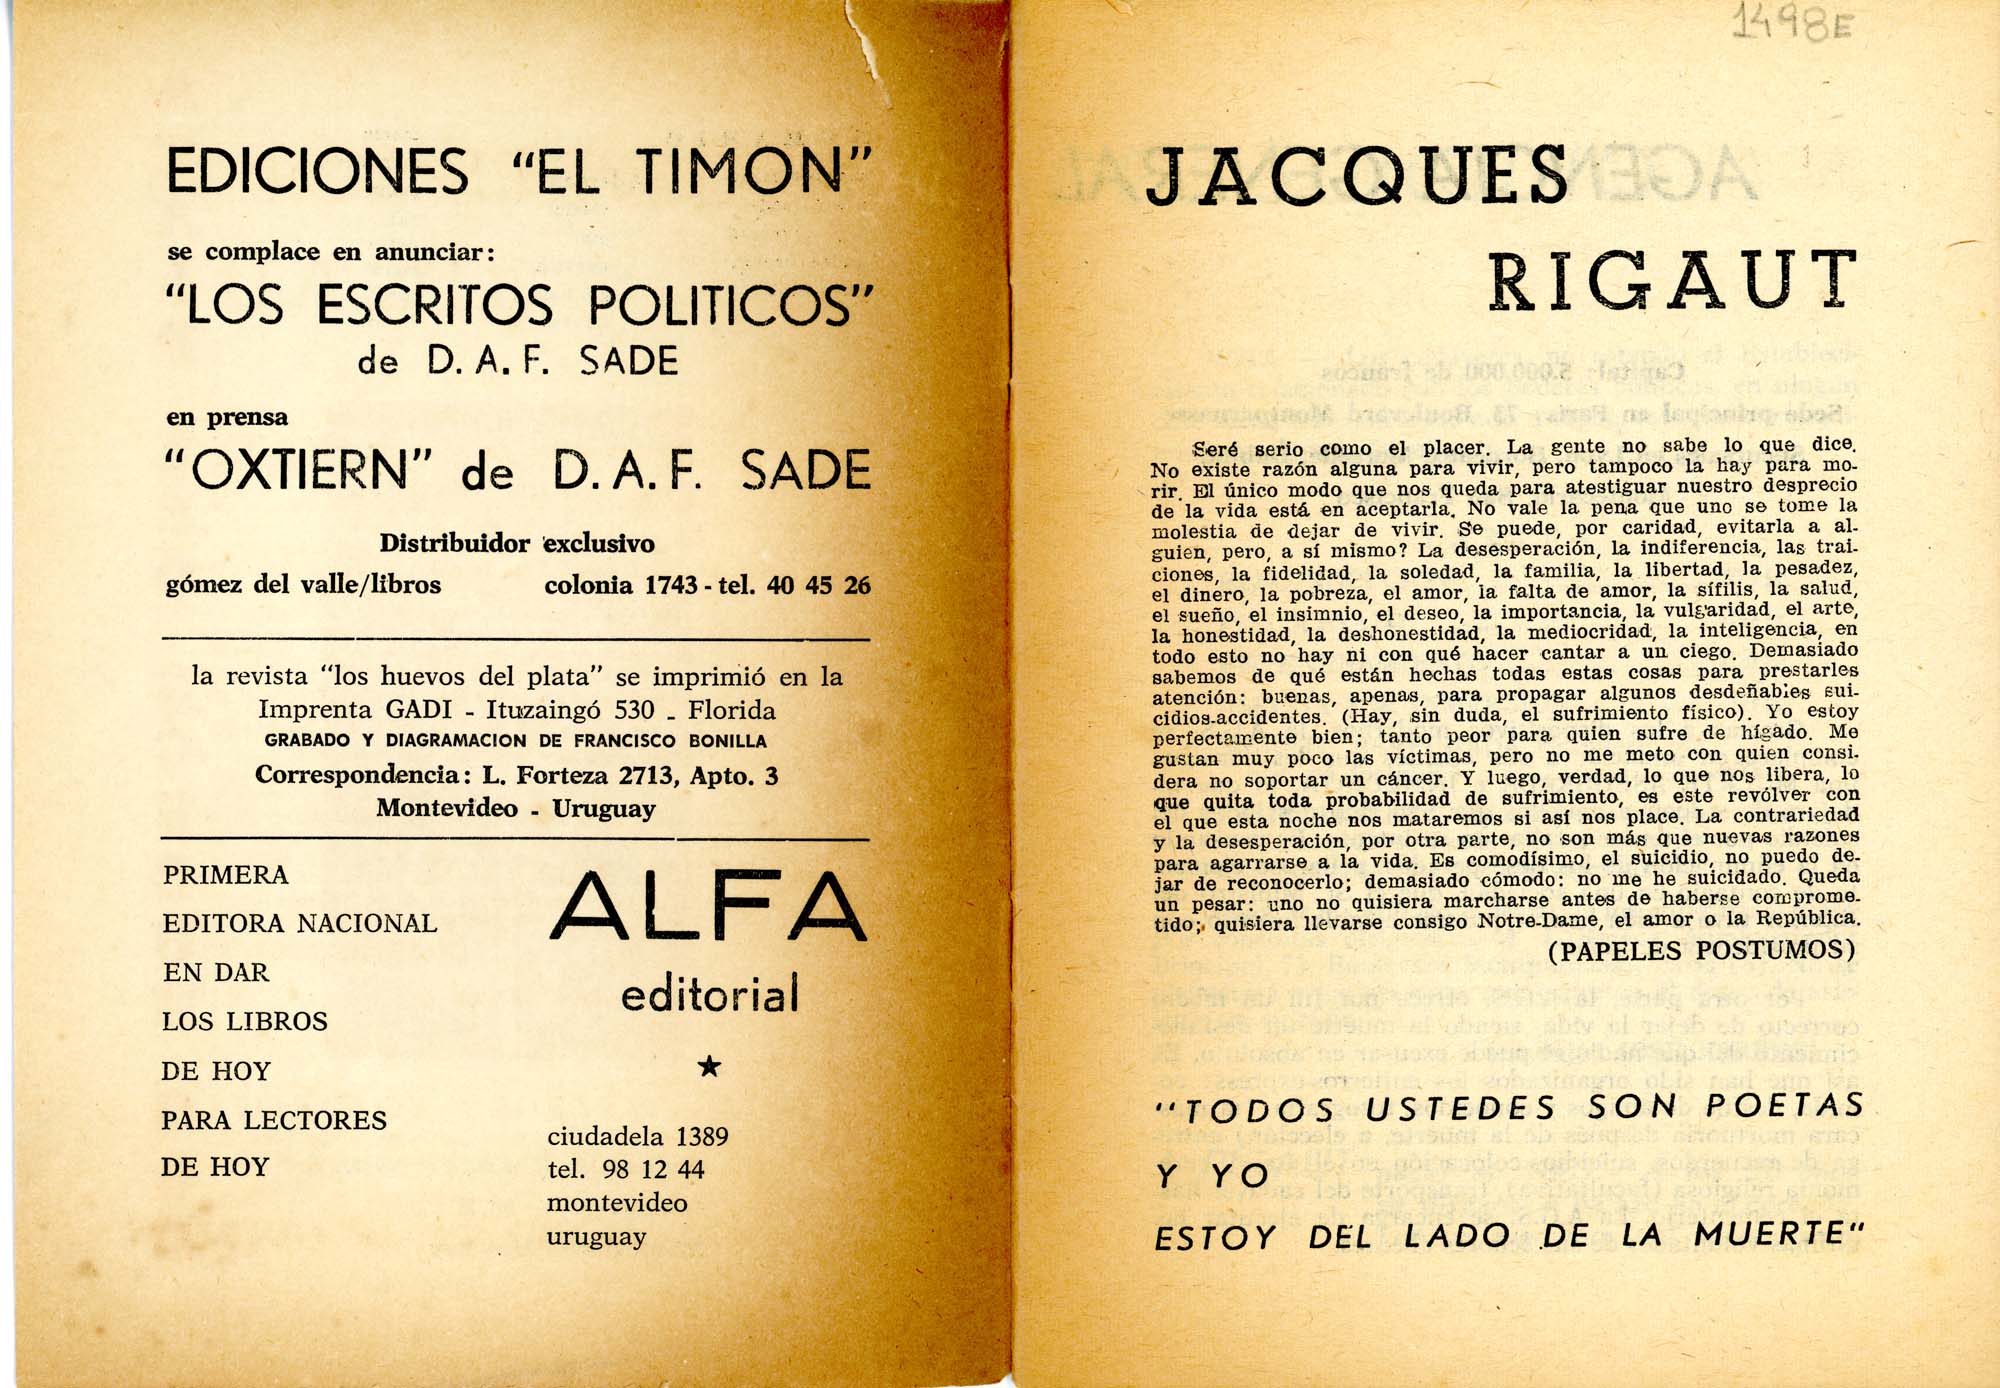 EDICIONES "EL TIMON"
se complace en anunciar:
"LOS ESCRITOS POLITICOS"
de D. A. F. SADE
en prensa
"OXTIERN" de D. A. F. SADE
Distribuidor exclusivo
gómez del valle/libros colonia 1743 - tel. 40 45 26
la revista "los huevos del plata" se imprimió en la
Imprenta GADI - Ituzaingó 530 - Florida
GRABADO Y DIAGRAMACION DE FRANCISCO BONILLA
Correspondencia: L. Forteza 2713, Apto. 3
Montevideo - Uruguay
PRIMERA
EDITORA NACIONAL
EN DAR
LOS LIBROS
DE HOY
PARA LECTORES
DE HOY
ALFA
editorial
★
ciudadela 1389
tel. 98 12 44
montevideo
uruguay
1498E
JACQUES
RIGAUT
Seré serio como el placer. La gente no sabe lo que dice.
No existe razón alguna para vivir, pero tampoco la hay para mo-
rir. El único modo que nos queda para atestiguar nuestro desprecio
de la vida está en aceptarla. No vale la pena que uno se tome la
molestia de dejar de vivir. Se puede, por caridad, evitarla a al-
guien, pero, a sí mismo? La desesperación, la indiferencia, las trai-
ciones, la fidelidad, la soledad, la familia, la libertad, la pesadez,
el dinero, la pobreza, el amor, la falta de amor, la sífilis, la salud,
el sueño, el insimnio, el deseo, la importancia, la vulgaridad, el arte,
la honestidad, la deshonestidad, la mediocridad, la inteligencia, en
todo esto no hay ni con qué hacer cantar a un ciego. Demasiado
sabemos de qué están hechas todas estas cosas para prestarles
atención: buenas, apenas, para propagar algunos desdeñables sui-
cidios-accidentes. (Hay, sin duda, el sufrimiento físico). Yo estoy
perfectamente bien; tanto peor para quien sufre de hígado. Me
gustan muy poco las víctimas, pero no me meto con quien consi-
dera no soportar un cáncer. Y luego, verdad, lo que nos libera, lo
que quita toda probabilidad de sufrimiento, es este revólver con
el que esta noche nos mataremos si así nos place. La contrariedad
y la desesperación, por otra parte, no son más que nuevas razones
para agarrarse a la vida. Es comodísimo, el suicidio, no puedo de-
jar de reconocerlo; demasiado cómodo: no me he suicidado. Queda
un pesar: uno no quisiera marcharse antes de haberse comprome-
tido; quisiera llevarse consigo Notre-Dame, el amor o la República.
(PAPELES POSTUMOS)
"TODOS USTEDES SON POETAS
Y YO
ESTOY DEL LADO DE LA MUERTE"